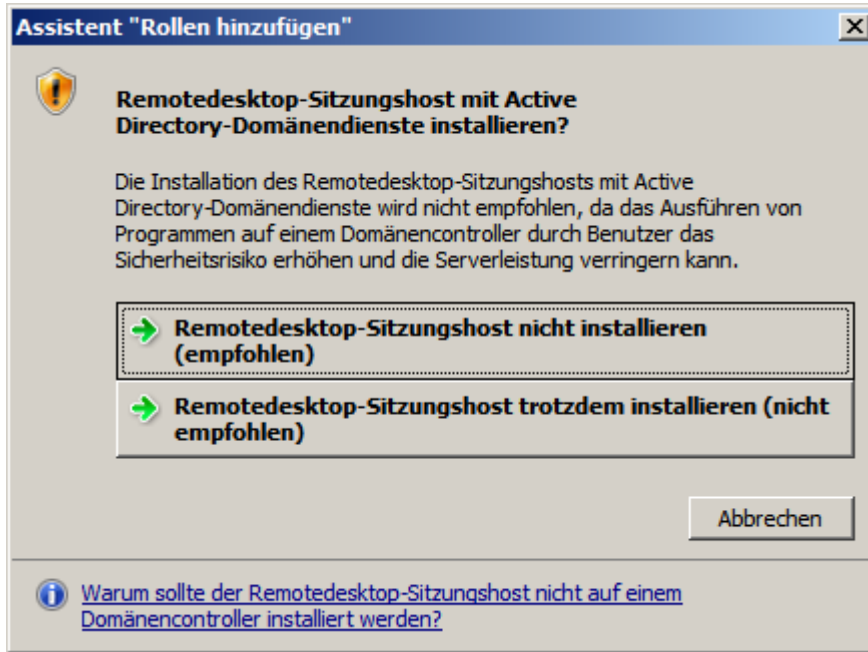 Assistent "Rollen hinzufügen"
Remotedesktop-Sitzungshost mit Active
Directory-Domänendienste installieren?
Die Installation des Remotedesktop-Sitzungshosts mit Active
Directory-Domänendienste wird nicht empfohlen, da das Ausführen von
Programmen auf einem Domänencontroller durch Benutzer das
Sicherheitsrisiko erhöhen und die Serverleistung verringern kann.
Remotedesktop-Sitzungshost nicht installieren
(empfohlen)
Remotedesktop-Sitzungshost trotzdem installieren (nicht
empfohlen)
Abbrechen
Warum sollte der Remotedesktop-Sitzungshost nicht auf einem
Domänencontroller installiert werden?